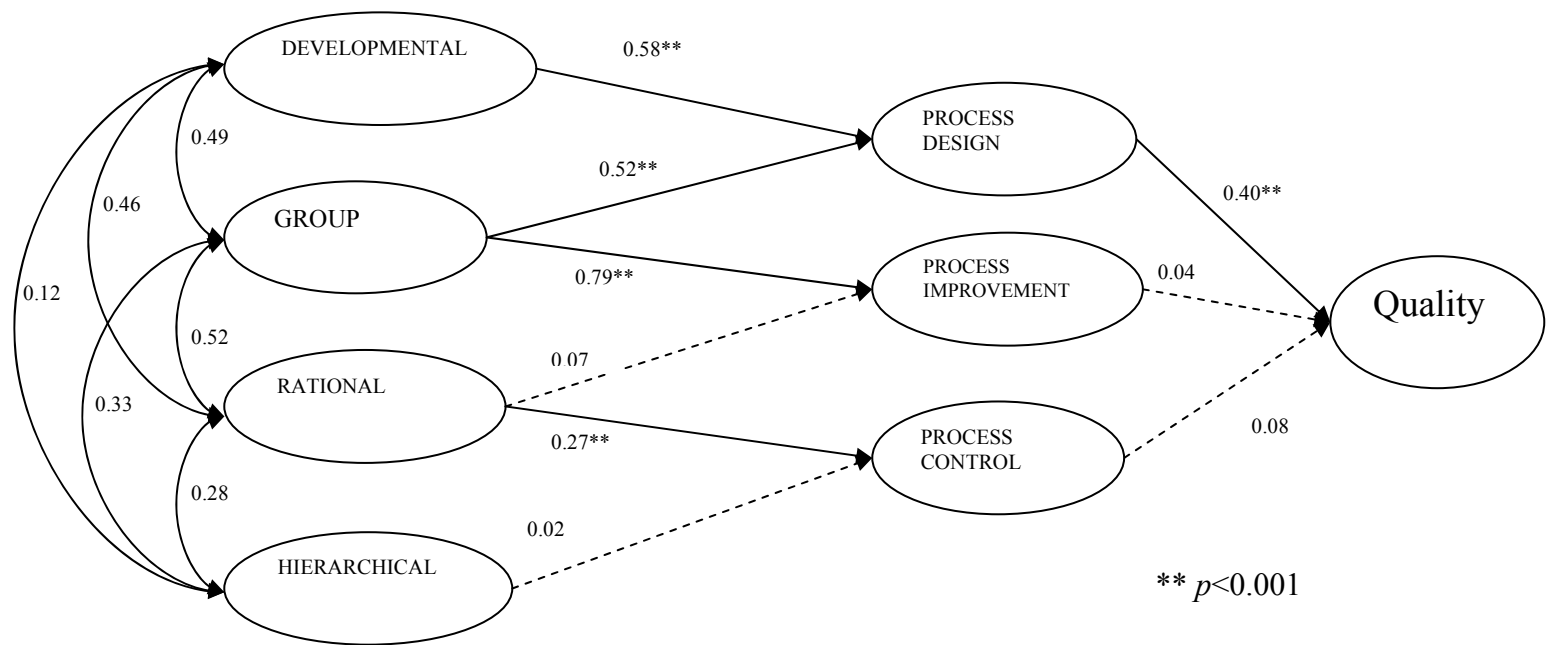 DEVELOPMENTAL
0.58**
PROCESS
DESIGN
0.49
0.52**
0.40**
0.46
GROUP
PROCESS
IMPROVEMENT
0.04
0.79**
0.12
Quality
0.52
0.07
RATIONAL
0.33
0.27**
PROCESS
CONTROL
0.08
0.28
0.02
HIERARCHICAL
** p<0.001